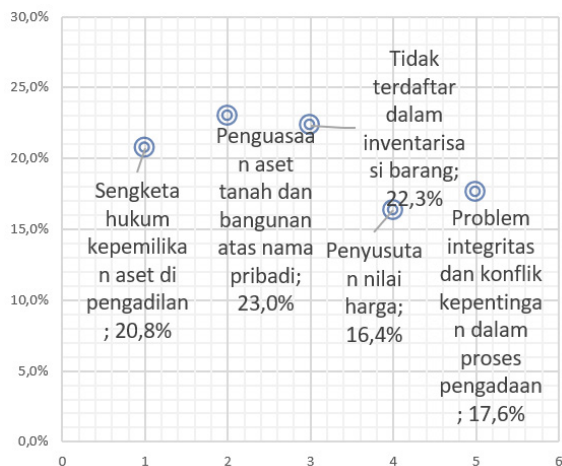 30,0%
25,0%
20,0%
15,0%
10,0%
5,0%
0,0%
0
1
2
3
4
5
6
Sengketa
hukum
kepemilika
n aset di
pengadilan
; 20,8%
Penguasaa
n aset
tanah dan
bangunan
atas nama
pribadi;
23,0%
Tidak
terdaftar
dalam
inventarisa
si barang;
22,3%
Penyusuta
n nilai
harga;
16,4%
Problem
integritas
dan konflik
kepentinga
n dalam
proses
pengadaan
; 17,6%